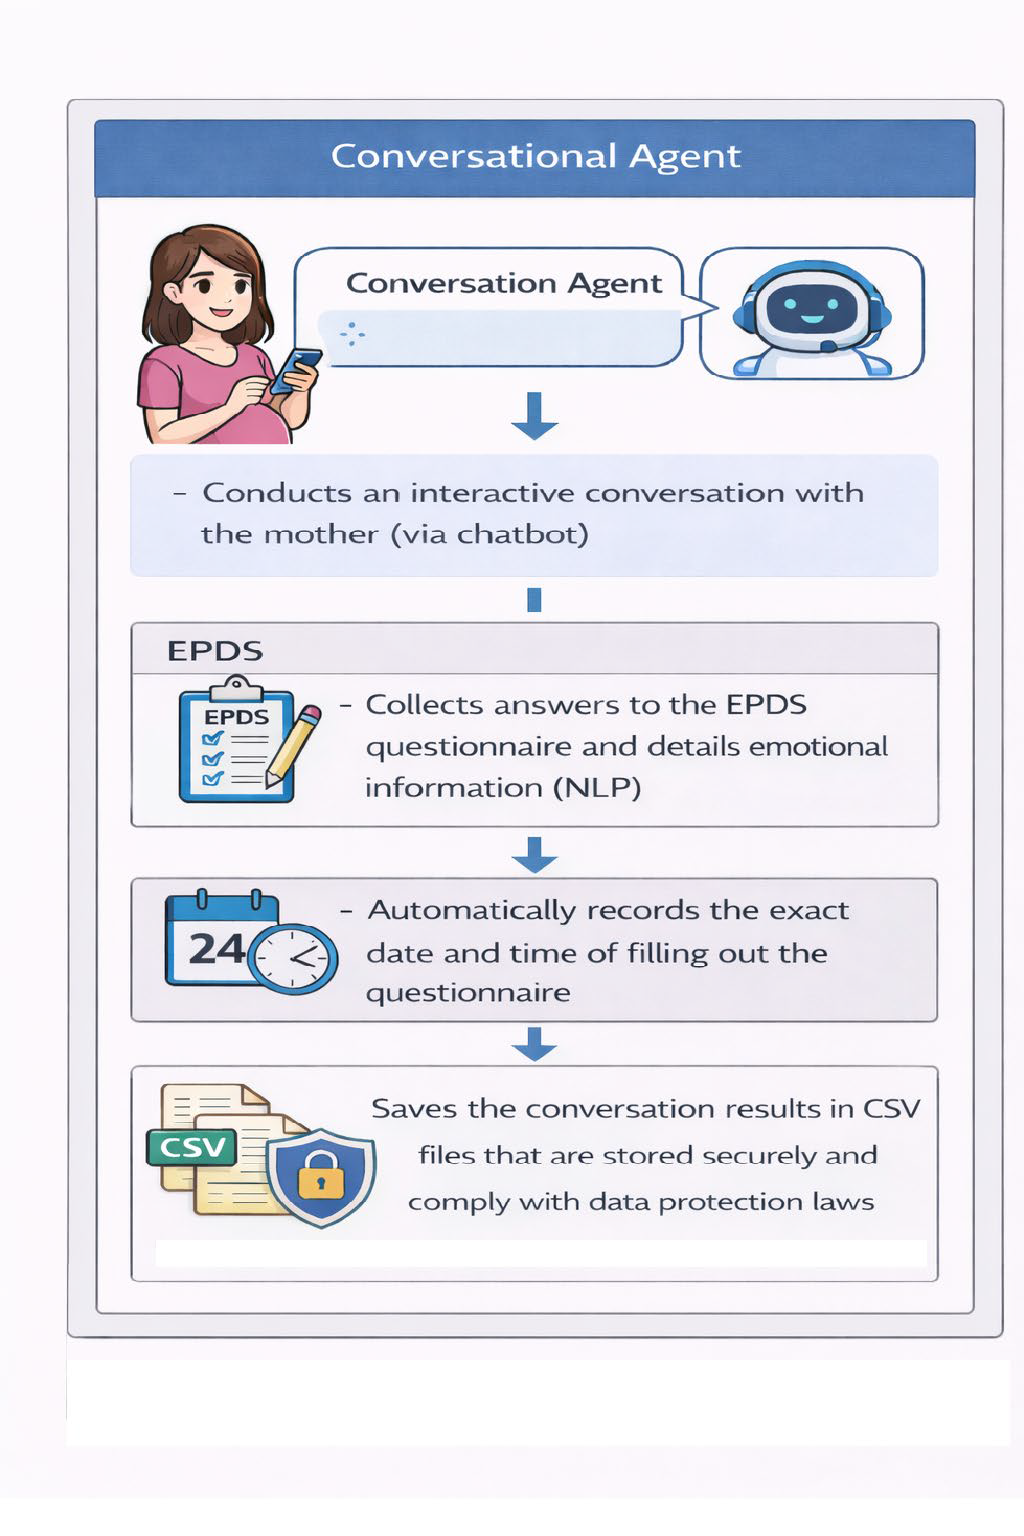 Conversational Agent
Conversation Agent
- Conducts an interactive conversation with
the mother (via chatbot)
EPDS
EPDS
- Collects answers to the EPDS
questionnaire and details emotional
information (NLP)
24
- Automatically records the exact
date and time of filling out the
questionnaire
CSV
Saves the conversation results in CSV
files that are stored securely and
comply with data protection laws